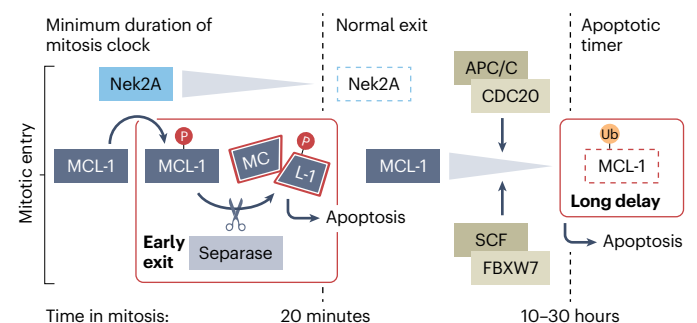 Minimum duration of
mitosis clock
Normal exit
Apoptotic
timer
Mitotic entry
Nek2A
Nek2A
APC/C
CDC20
MCL-1
P
MCL-1
MC
P
L-1
MCL-1
Ub
MCL-1
Long delay
Apoptosis
Early
exit
Separase
SCF
FBXW7
Apoptosis
Time in mitosis:
20 minutes
10–30 hours